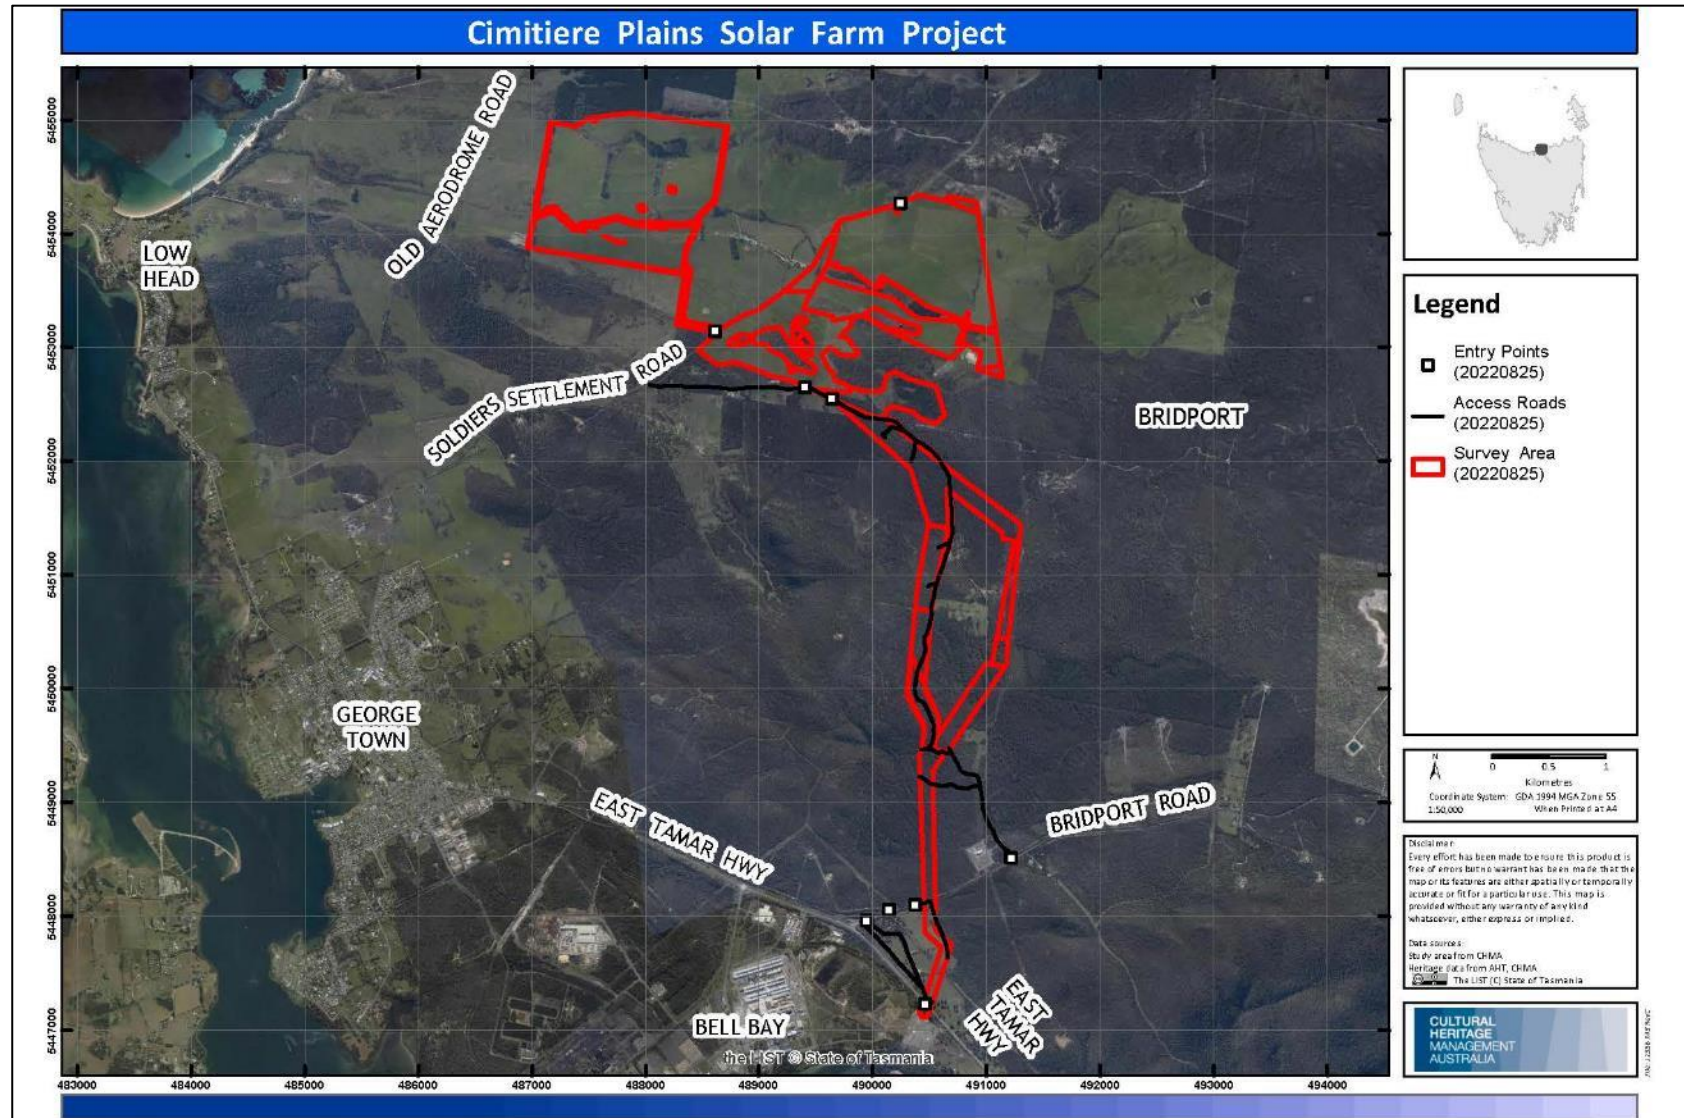 Cimitiere Plains Solar Farm Project
OLD AERODROME ROAD
LOW
HEAD
SOLDIERS SETTLEMENT ROAD
BRIDPORT
GEORGE
TOWN
EAST TAMAR HWY
BRIDPORT ROAD
BELL BAY
EAST
TAMAR
HWY
the LIST © State of Tasmania
5455000
5454000
5453000
5452000
5451000
5450000
5449000
5448000
5447000
483000
484000
485000
486000
487000
488000
489000
490000
491000
492000
493000
494000
Legend
Entry Points
(20220825)
Access Roads
(20220825)
Survey Area
(20220825)
N
0 0.5 1
Kilometres
Coordinate System: GDA 1994 MGA Zone 55
1:50,000 When Printed at A4
Disclaimer
Every effort has been made to ensure this product is
free of errors but no warrant has been made that the
map or its features are either spatially or temporally
accurate or fit for a particular use. This map is
provided without any warranty of any kind
whatsoever, either express or implied.
Data sources:
Study area from CHMA
Heritage data from AHT, CHMA
The LIST (C) State of Tasmania
CULTURAL
HERITAGE
MANAGEMENT
AUSTRALIA